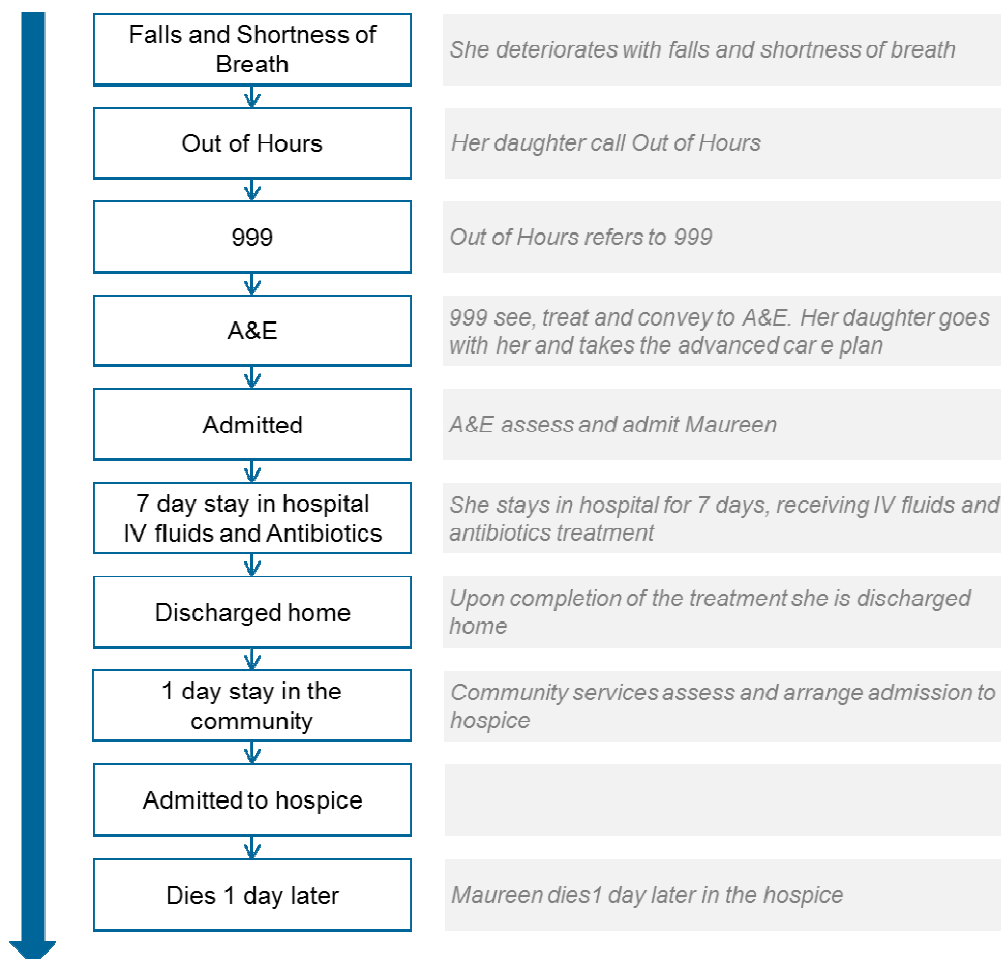 Falls and Shortness of
Breath
She deteriorates with falls and shortness of breath
Out of Hours
Her daughter call Out of Hours
999
Out of Hours refers to 999
A&E
999 see, treat and convey to A&E. Her daughter goes
with her and takes the advanced car e plan
Admitted
A&E assess and admit Maureen
7 day stay in hospital
IV fluids and Antibiotics
She stays in hospital for 7 days, receiving IV fluids and
antibiotics treatment
Discharged home
Upon completion of the treatment she is discharged
home
1 day stay in the
community
Community services assess and arrange admission to
hospice
Admitted to hospice
Dies 1 day later
Maureen dies1 day later in the hospice